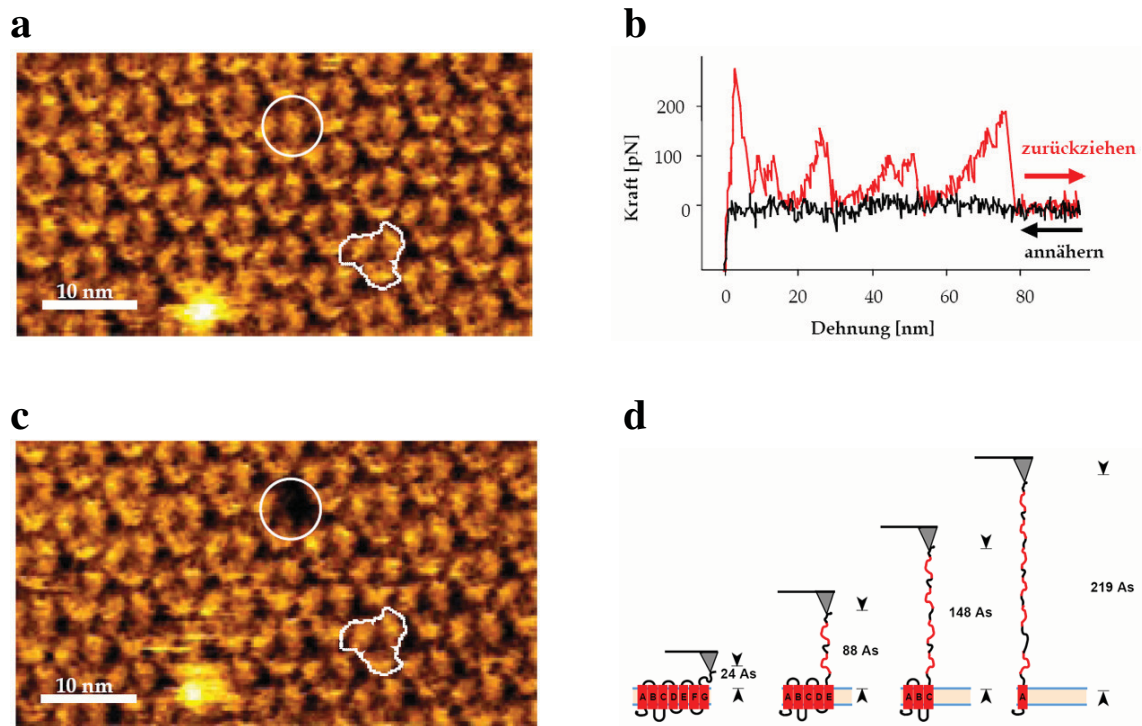 a
10 nm
b
Kraft [pN]
200
100
0
zurückziehen
annähern
0
20
40
60
80
Dehnung [nm]
c
10 nm
d
24 As
A B C D E F G
88 As
A B C D E
148 As
A B C
219 As
A